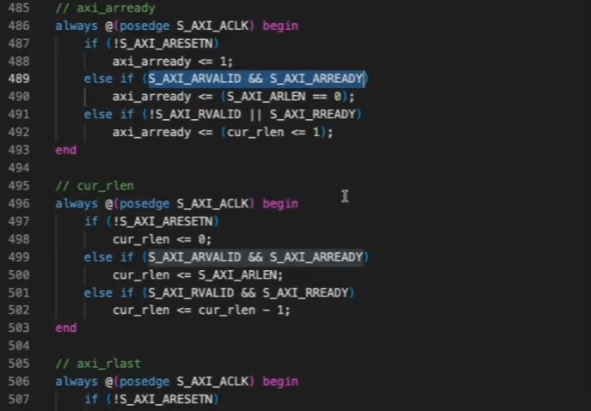 485 // axi_arready
486 always @(posedge S_AXI_ACLK) begin
487 if (!S_AXI_ARESETN)
488 axi_arready <= 1;
489 else if (S_AXI_ARVALID && S_AXI_ARREADY)
490 axi_arready <= (S_AXI_ARLEN == 0);
491 else if (!S_AXI_RVALID || S_AXI_RREADY)
492 axi_arready <= (cur_rlen <= 1);
493 end
494
495 // cur_rlen
496 always @(posedge S_AXI_ACLK) begin
497 if (!S_AXI_ARESETN)
498 cur_rlen <= 0;
499 else if (S_AXI_ARVALID && S_AXI_ARREADY)
500 cur_rlen <= S_AXI_ARLEN;
501 else if (S_AXI_RVALID && S_AXI_RREADY)
502 cur_rlen <= cur_rlen - 1;
503 end
504
505 // axi_rlast
506 always @(posedge S_AXI_ACLK) begin
507 if (!S_AXI_ARESETN)